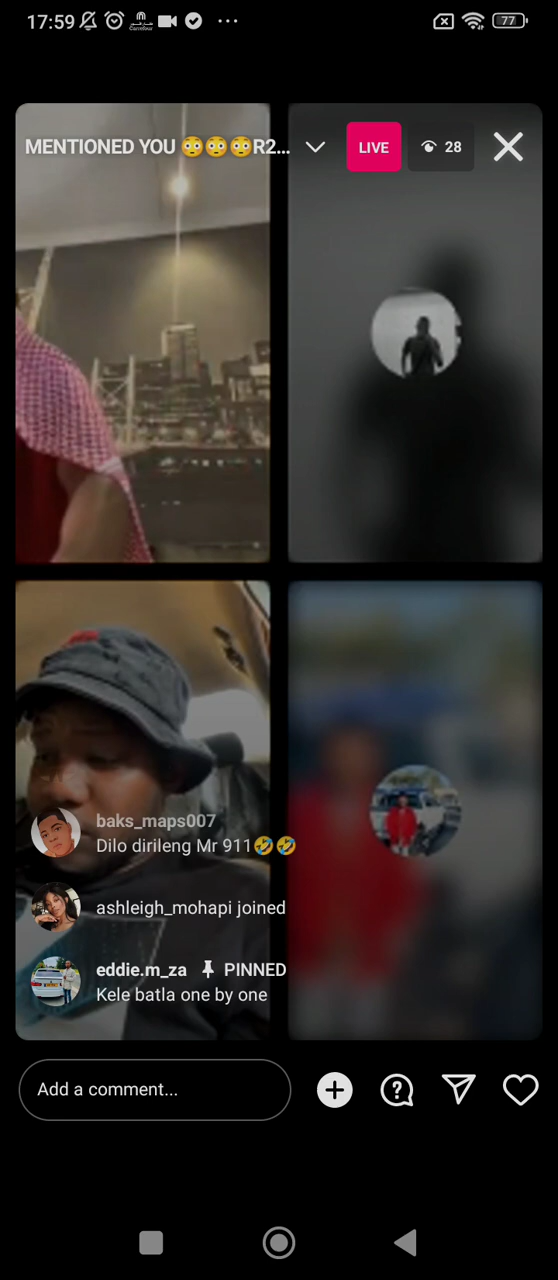 17:59
Carrefour
77
MENTIONED YOU 😳😳😳R2...
LIVE
28
baks_maps007
Dilo dirileng Mr 911🤣🤣
ashleigh_mohapi joined
eddie.m_za PINNED
Kele batla one by one
Add a comment...